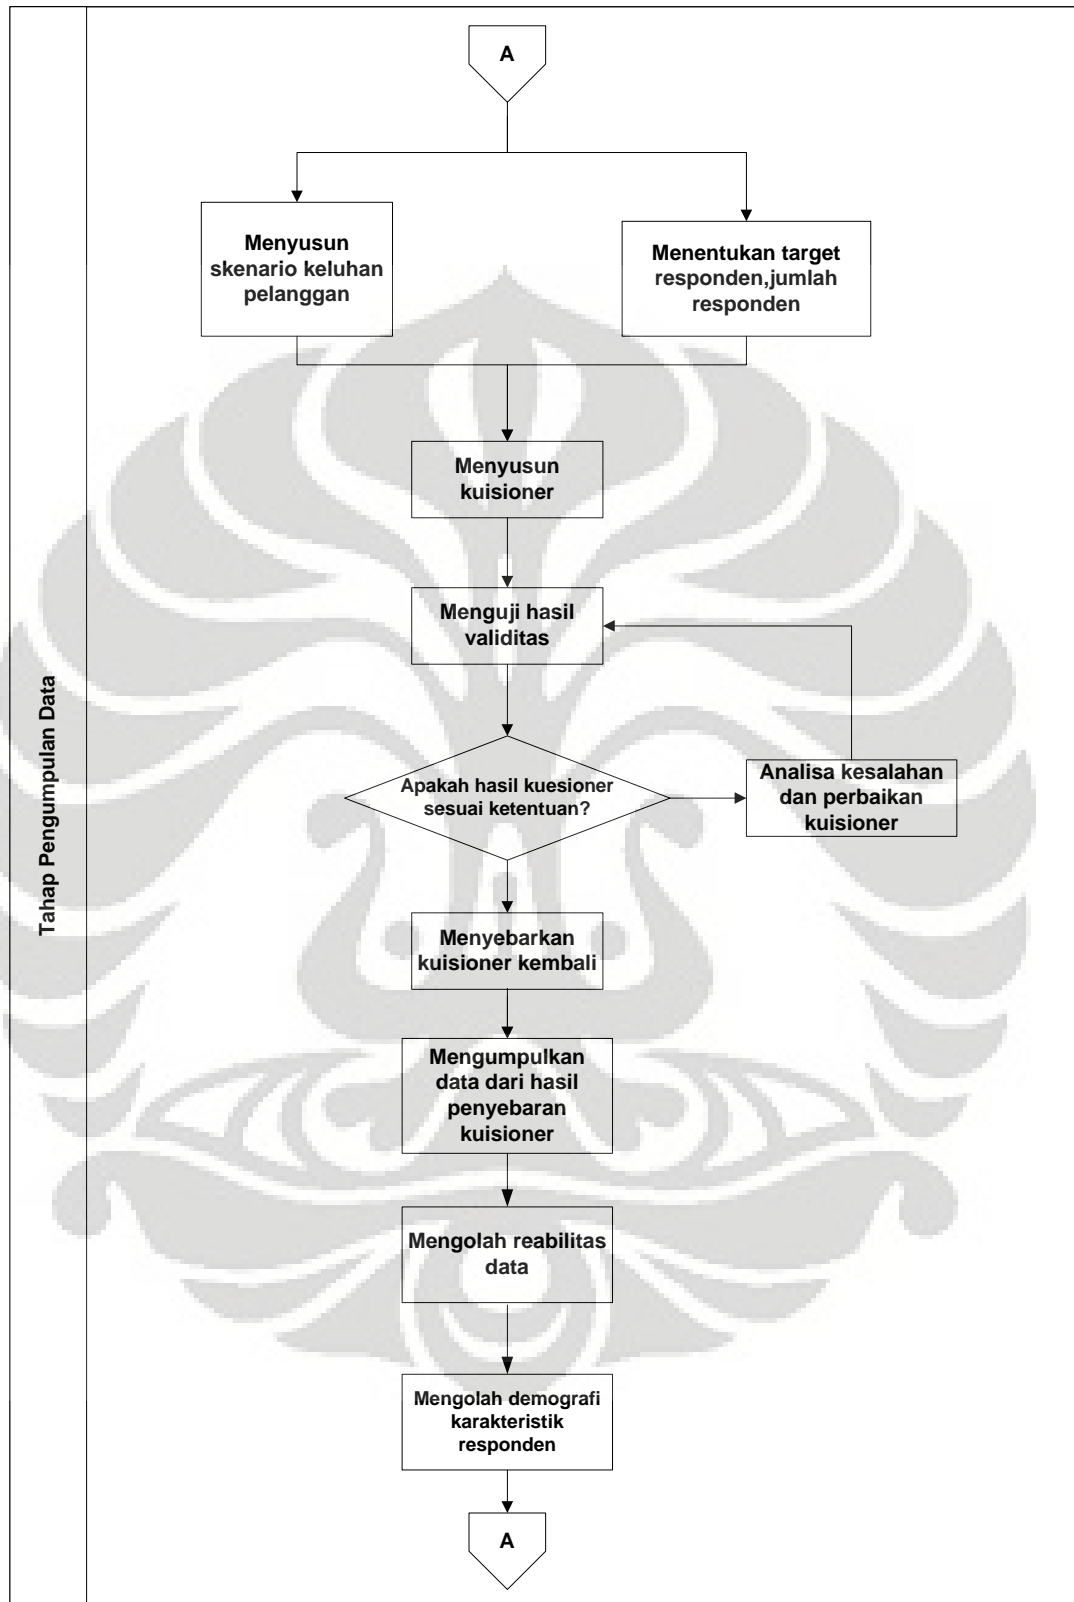 Tahap Pengumpulan Data
A
Menyusun
skenario keluhan
pelanggan
Menentukan target
responden,jumlah
responden
Menyusun
kuisioner
Menguji hasil
validitas
Apakah hasil kuesioner
sesuai ketentuan?
Analisa kesalahan
dan perbaikan
kuisioner
Menyebarkan
kuisioner kembali
Mengumpulkan
data dari hasil
penyebaran
kuisioner
Mengolah reabilitas
data
Mengolah demografi
karakteristik
responden
A